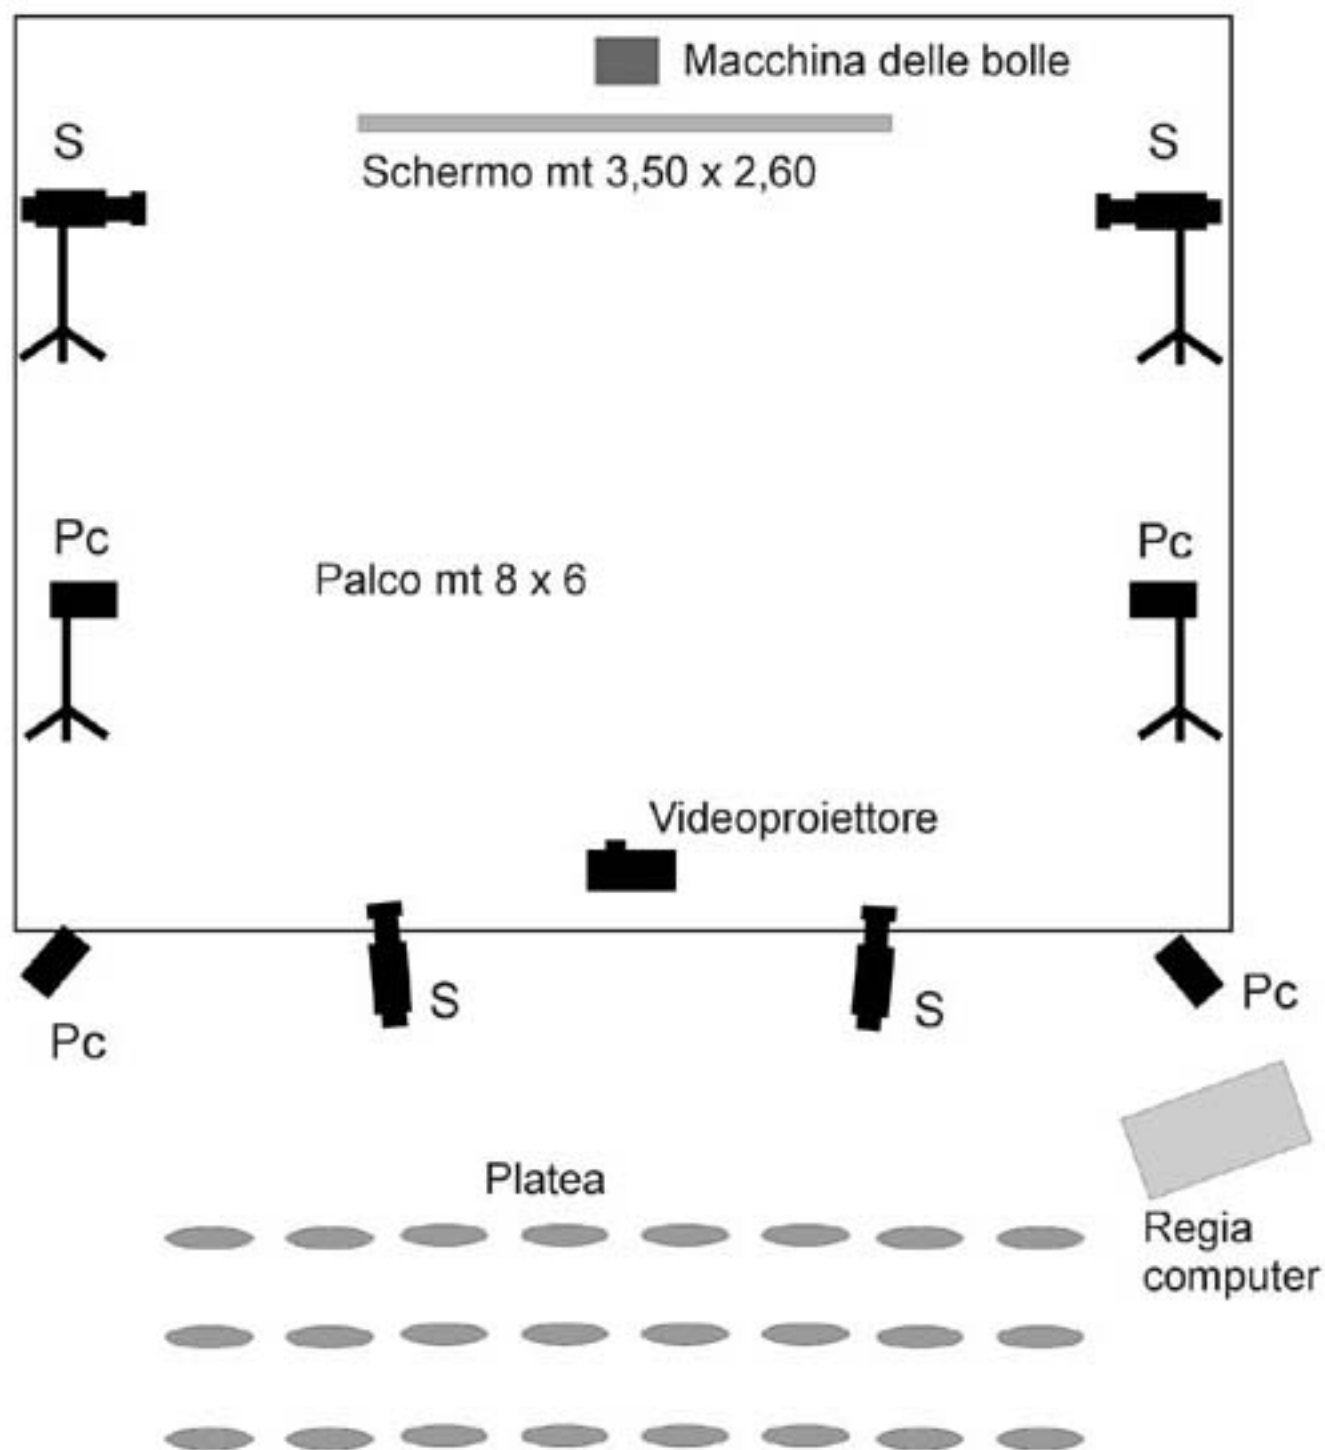 Macchina delle bolle
S
S
Schermo mt 3,50 x 2,60
Pc
Pc
Palco mt 8 x 6
Videoproiettore
S
S
Pc
Pc
Platea
Regia
computer